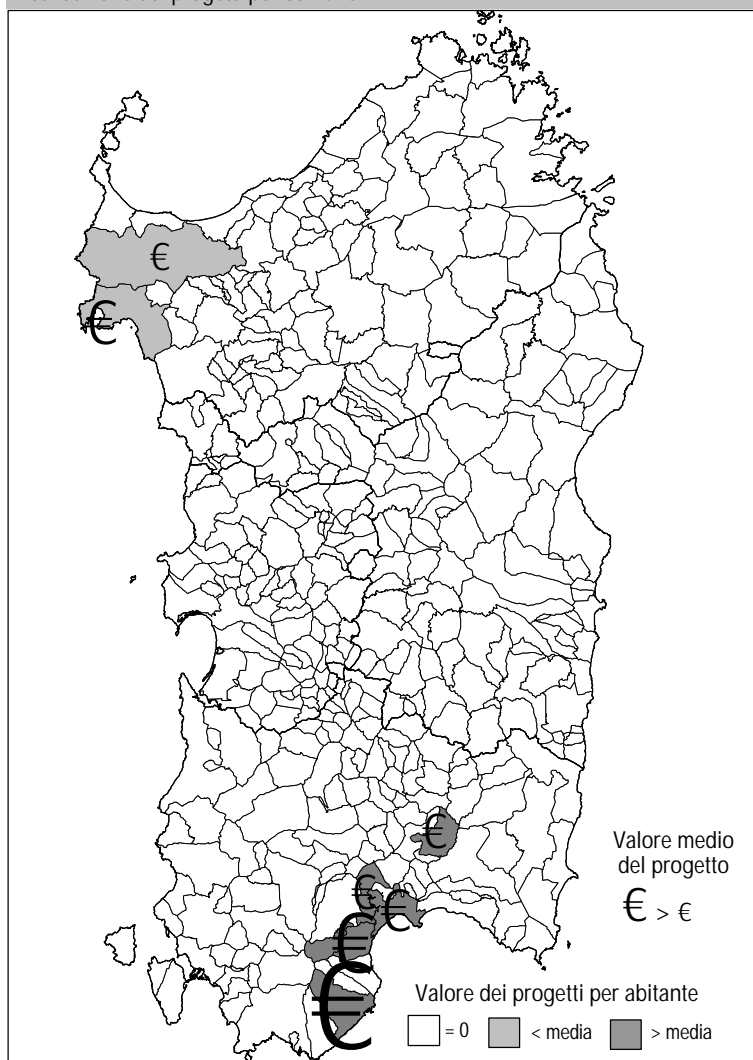 €
€
€
€
€
€
€
Valore medio
del progetto
€ > €
Valore dei progetti per abitante
= 0 < media > media